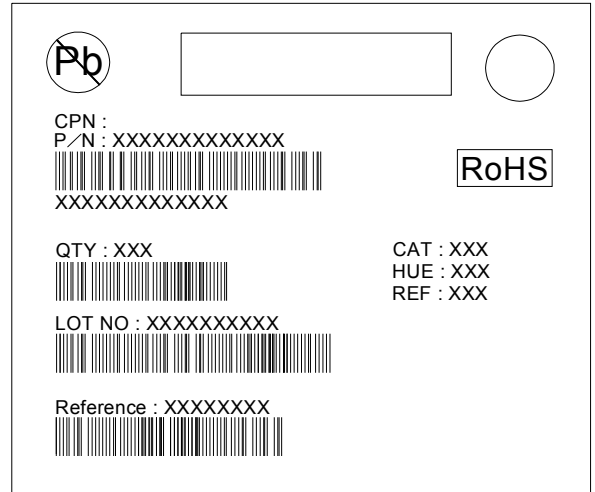 Pb
CPN :
P/N : XXXXXXXXXXXXX
RoHS
XXXXXXXXXXXXX
QTY : XXX
CAT : XXX
HUE : XXX
REF : XXX
LOT NO : XXXXXXXXXX
Reference : XXXXXXXX